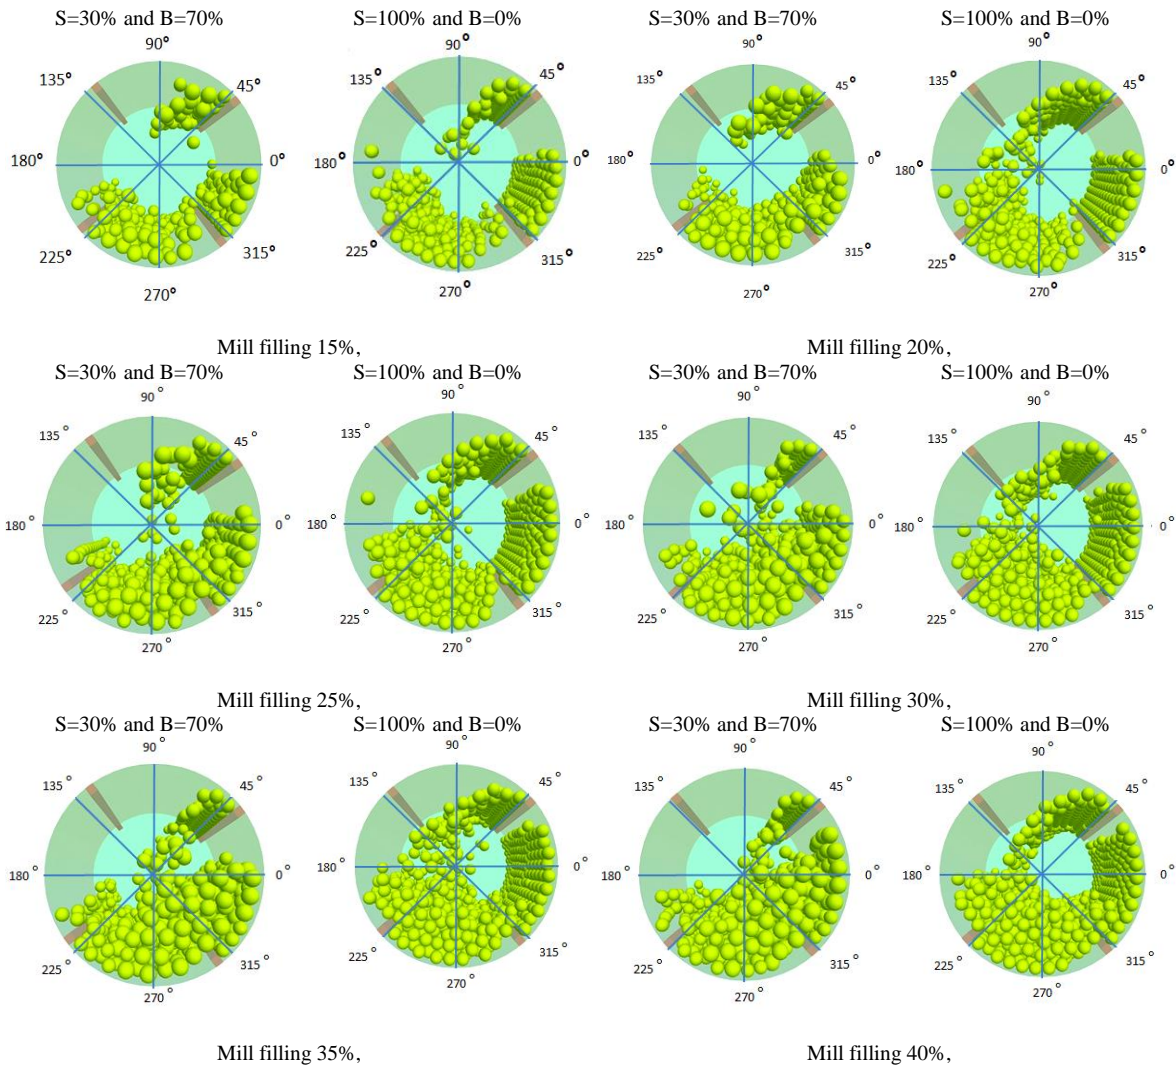 S=30% and B=70% S=100% and B=0% S=30% and B=70% S=100% and B=0%
90° 90° 90° 90°
135° 45° 135° 45° 135° 45° 135° 45°
180° 0° 180° 0° 180° 0° 180° 0°
225° 315° 225° 315° 225° 315° 225° 315°
270° 270° 270° 270°
Mill filling 15%, Mill filling 20%,
S=30% and B=70% S=100% and B=0% S=30% and B=70% S=100% and B=0%
90° 90° 90° 90°
135° 45° 135° 45° 135° 45° 135° 45°
180° 0° 180° 0° 180° 0° 180° 0°
225° 315° 225° 315° 225° 315° 225° 315°
270° 270° 270° 270°
Mill filling 25%, Mill filling 30%,
S=30% and B=70% S=100% and B=0% S=30% and B=70% S=100% and B=0%
90° 90° 90° 90°
135° 45° 135° 45° 135° 45° 135° 45°
180° 0° 180° 0° 180° 0° 180° 0°
225° 315° 225° 315° 225° 315° 225° 315°
270° 270° 270° 270°
Mill filling 35%, Mill filling 40%,